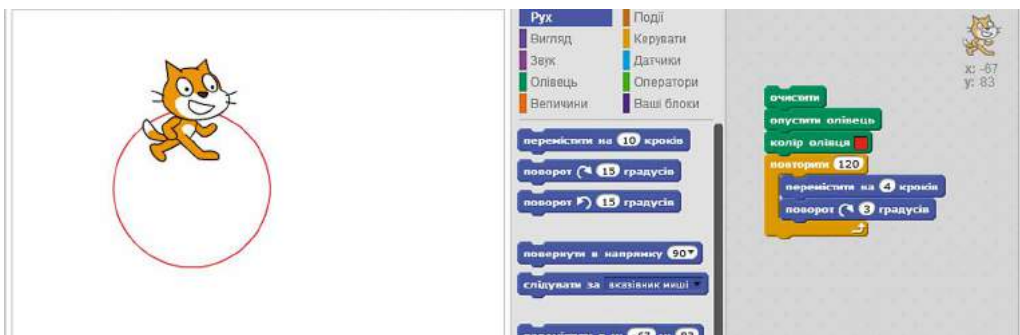 Рух
Події
Вигляд
Керувати
Звук
Датчики
Олівець
Оператори
Величини
Ваші блоки
перемістити на 10 кроків
поворот 15 градусів
поворот 15 градусів
повернути в напрямку 90
слідувати за вказівник миші
x: -67
y: 83
очистити
опустити олівець
колір олівця
повторити 120
перемістити на 4 кроків
поворот 3 градусів